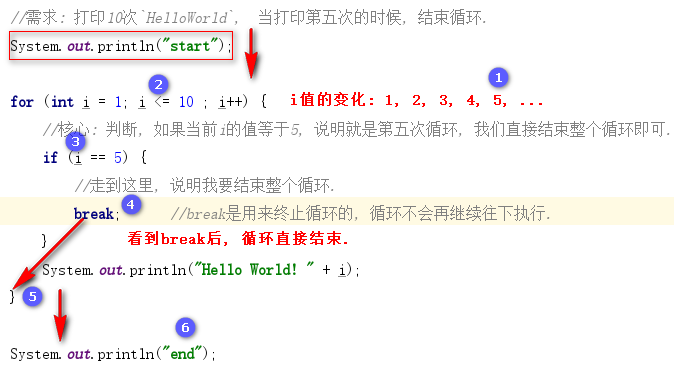 //需求: 打印10次`HelloWorld`, 当打印第五次的时候, 结束循环.
System.out.println("start");
1
2
for (int i = 1; i <= 10 ; i++) { i值的变化: 1, 2, 3, 4, 5, ...
//核心: 判断, 如果当前i的值等于5, 说明就是第五次循环, 我们直接结束整个循环即可.
3
if (i == 5) {
//走到这里, 说明我要结束整个循环.
break; 4 //break是用来终止循环的, 循环不会再继续往下执行.
} 看到break后, 循环直接结束.
System.out.println("Hello World! " + i);
} 5
6
System.out.println("end");